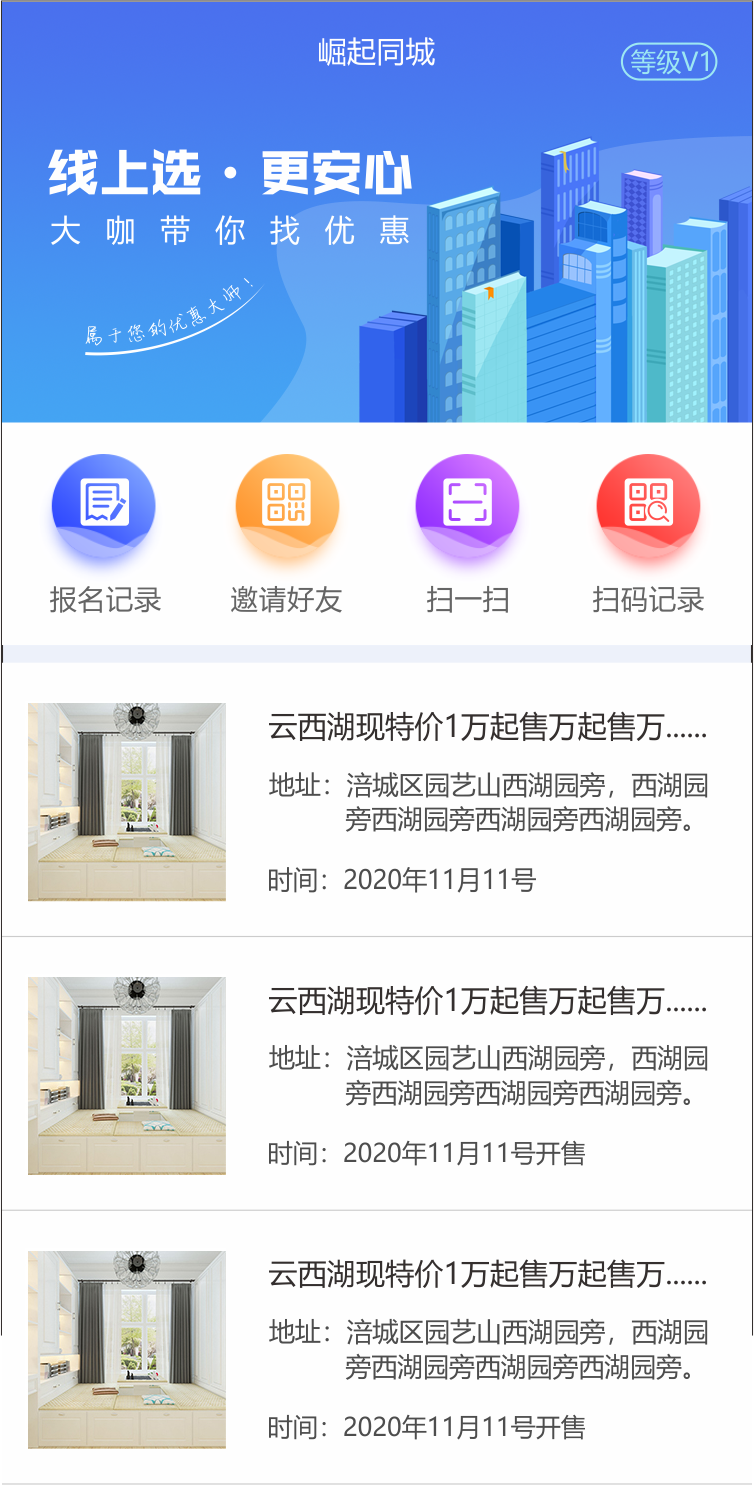 崛起同城
等级V1
线上选·更安心
大咖带你找优惠
属于您的优惠大师！
报名记录
邀请好友
扫一扫
扫码记录
云西湖现特价1万起售万起售万......
地址：涪城区园艺山西湖园旁，西湖园
旁西湖园旁西湖园旁西湖园旁。
时间：2020年11月11号
云西湖现特价1万起售万起售万......
地址：涪城区园艺山西湖园旁，西湖园
旁西湖园旁西湖园旁西湖园旁。
时间：2020年11月11号开售
云西湖现特价1万起售万起售万......
地址：涪城区园艺山西湖园旁，西湖园
旁西湖园旁西湖园旁西湖园旁。
时间：2020年11月11号开售